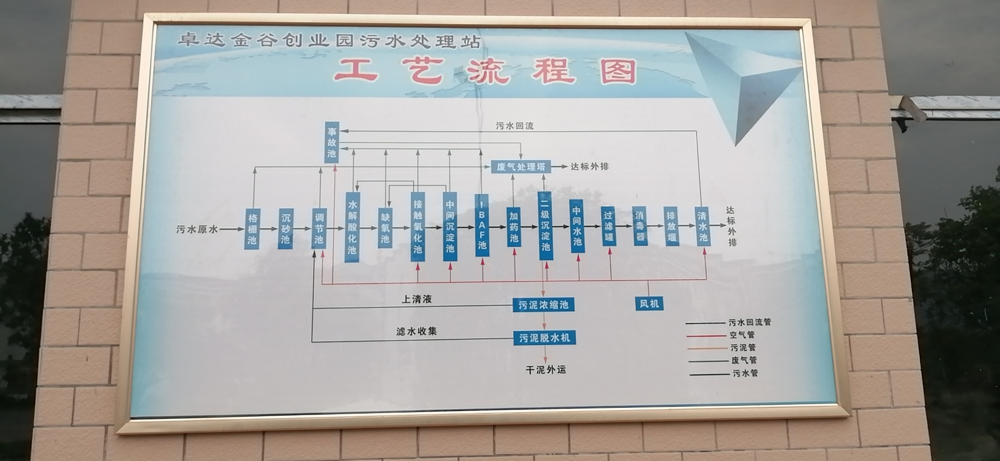 卓达金谷创业园污水处理站
工艺流程图
污水回流
事故池
废气处理塔
达标外排
污水原水
格栅池
沉砂池
调节池
水解酸化池
缺氧池
接触氧化池
中间沉淀池
IBAF池
加药池
二级沉淀池
中间水池
过滤罐
消毒器
排放堰
清水池
达标外排
上清液
污泥浓缩池
风机
滤水收集
污泥脱水机
干泥外运
污水回流管
空气管
污泥管
废气管
污水管